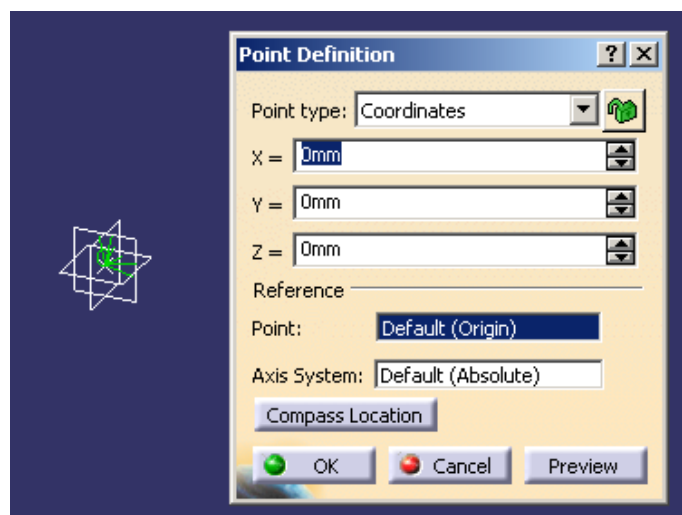 Point Definition
Point type: Coordinates
X = 0mm
Y = 0mm
Z = 0mm
Reference
Point: Default (Origin)
Axis System: Default (Absolute)
Compass Location
OK Cancel Preview